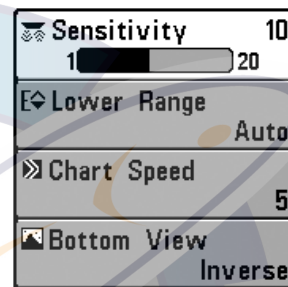 Sensitivity 10
1 20
Lower Range
Auto
Chart Speed
5
Bottom View
Inverse